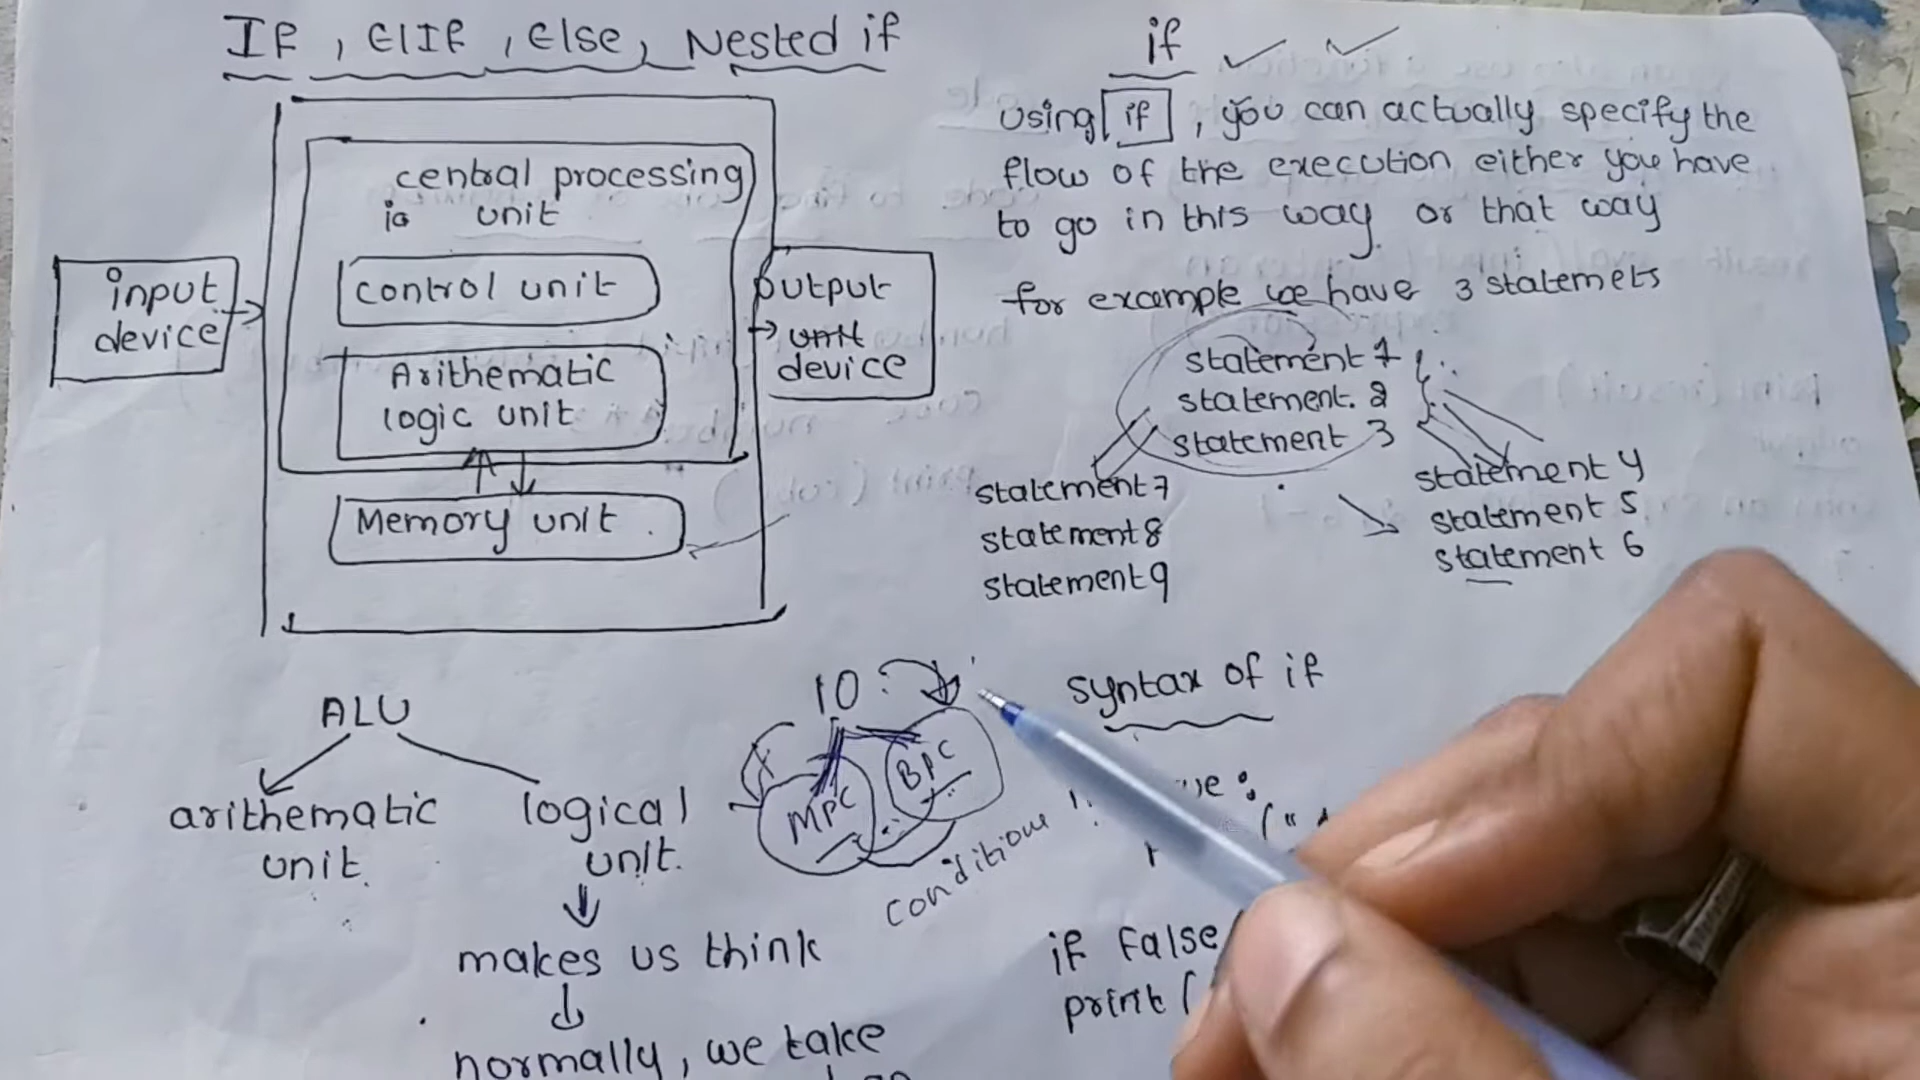 IF, ElIF, Else, Nested if
central processing
unit
control unit
input
device
Arithematic
logic unit
output
unit
device
Memory unit
ALU
arithematic
unit
logical
unit.
makes us think
normally, we take
10
MPC
BPC
conditions
if
using if, you can actually specify the
flow of the execution either you have
to go in this way or that way
for example we have 3 statemets
statement 1
statement. 2
statement 3
statement 7
statement 8
statement 9
statement 4
statement 5
statement 6
syntax of if
if False
print (